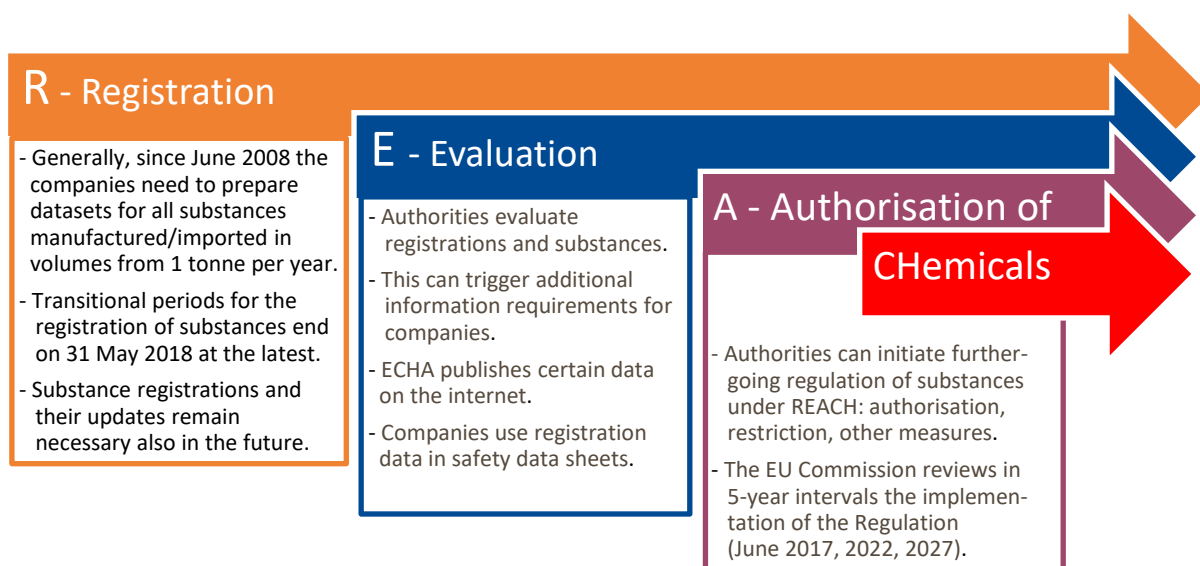 R - Registration
- Generally, since June 2008 the
companies need to prepare
datasets for all substances
manufactured/imported in
volumes from 1 tonne per year.
- Transitional periods for the
registration of substances end
on 31 May 2018 at the latest.
- Substance registrations and
their updates remain
necessary also in the future.
E - Evaluation
- Authorities evaluate
registrations and substances.
- This can trigger additional
information requirements for
companies.
- ECHA publishes certain data
on the internet.
- Companies use registration
data in safety data sheets.
A - Authorisation of
CHemicals
- Authorities can initiate further-
going regulation of substances
under REACH: authorisation,
restriction, other measures.
- The EU Commission reviews in
5-year intervals the implemen-
tation of the Regulation
(June 2017, 2022, 2027).